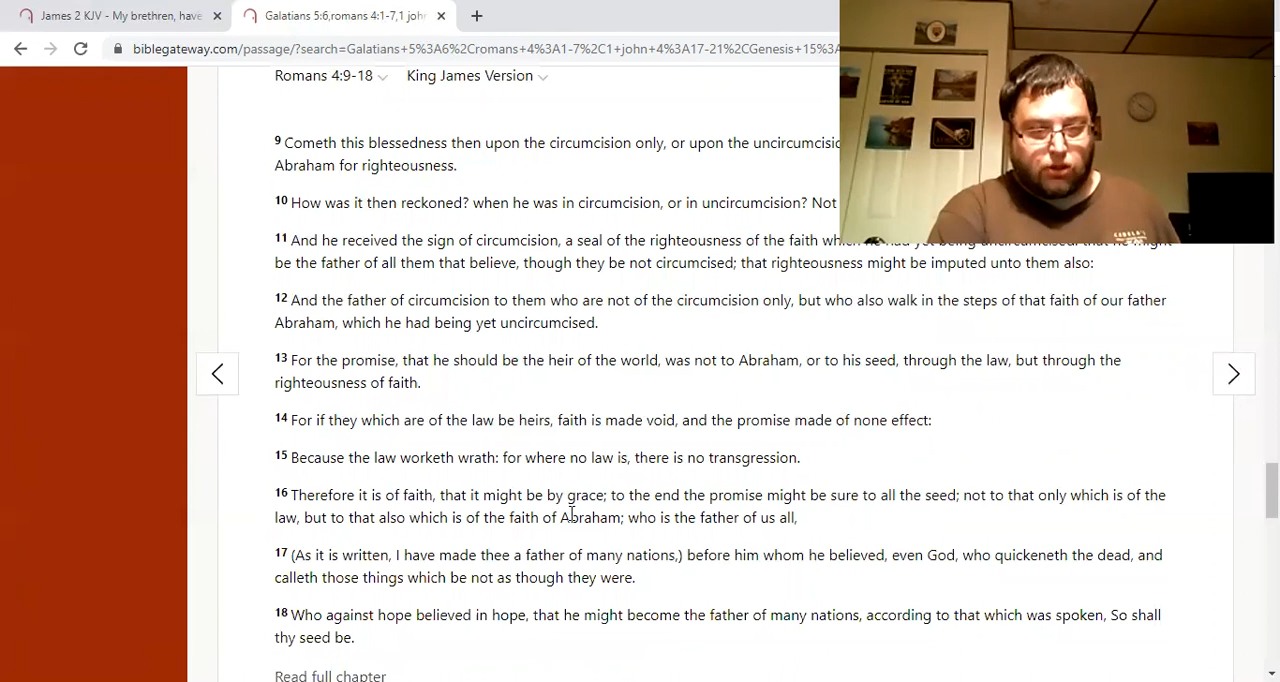 James 2 KJV - My brethren, have
Galatians 5:6,romans 4:1-7,1 joh
biblegateway.com/passage/?search=Galatians+5%3A6%2Cromans+4%3A1-7%2C1+john+4%3A17-21%2CGenesis+15%3A
Romans 4:9-18 King James Version
9 Cometh this blessedness then upon the circumcision only, or upon the
Abraham for righteousness.
10 How was it then reckoned? when he was in circumcision, or in uncircumcision? Not
11 And he received the sign of circumcision, a seal of the righteousness of the faith
be the father of all them that believe, though they be not circumcised; that righteousness might be imputed unto them also:
12 And the father of circumcision to them who are not of the circumcision only, but who also walk in the steps of that faith of our father
Abraham, which he had being yet uncircumcised.
13 For the promise, that he should be the heir of the world, was not to Abraham, or to his seed, through the law, but through the
righteousness of faith.
14 For if they which are of the law be heirs, faith is made void, and the promise made of none effect:
15 Because the law worketh wrath: for where no law is, there is no transgression.
16 Therefore it is of faith, that it might be by grace; to the end the promise might be sure to all the seed; not to that only which is of the
law, but to that also which is of the faith of Abraham; who is the father of us all,
17 (As it is written, I have made thee a father of many nations,) before him whom he believed, even God, who quickeneth the dead, and
calleth those things which be not as though they were.
18 Who against hope believed in hope, that he might become the father of many nations, according to that which was spoken, So shall
thy seed be.
Read full chapter